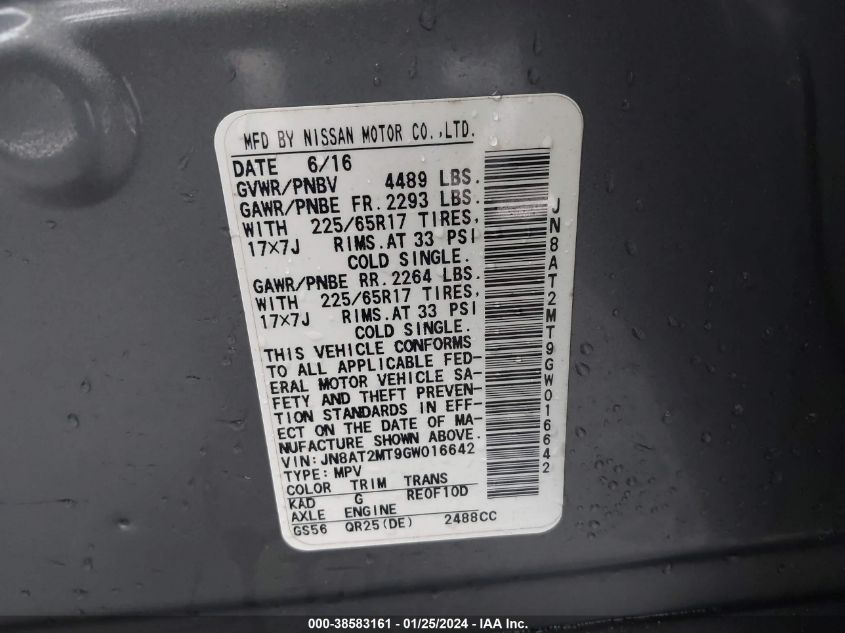 MFD BY NISSAN MOTOR CO.,LTD.
DATE 6/16
GVWR/PNBV 4489 LBS.
GAWR/PNBE FR. 2293 LBS.
WITH 225/65R17 TIRES,
17×7J RIMS.AT 33 PSI
COLD SINGLE.
GAWR/PNBE RR. 2264 LBS.
WITH 225/65R17 TIRES,
17×7J RIMS.AT 33 PSI
COLD SINGLE.
THIS VEHICLE CONFORMS
TO ALL APPLICABLE FED-
ERAL MOTOR VEHICLE SA-
FETY AND THEFT PREVEN-
TION STANDARDS IN EFF-
ECT ON THE DATE OF MA-
NUFACTURE SHOWN ABOVE.
VIN: JN8AT2MT9GW016642
TYPE: MPV
COLOR TRIM TRANS
KAD G RE0F10D
AXLE ENGINE
GS56 QR25(DE) 2488CC
JN8AT2MT9GW016642
000-38583161 - 01/25/2024 - IAA Inc.